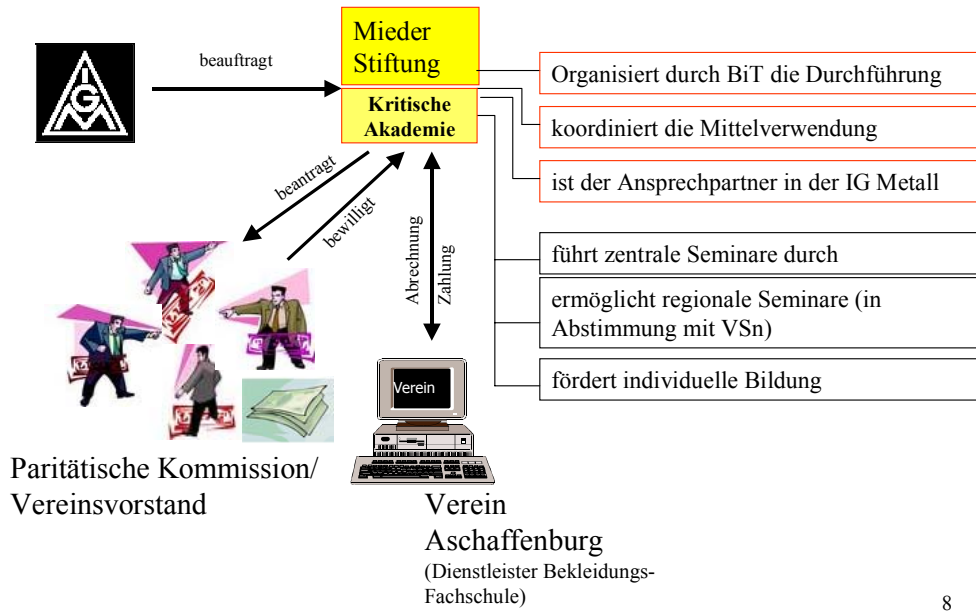 IGM
beauftragt
Mieder
Stiftung
Kritische
Akademie
Organisiert durch BiT die Durchführung
koordiniert die Mittelverwendung
ist der Ansprechpartner in der IG Metall
beantragt
bewilligt
Abrechnung
Zahlung
führt zentrale Seminare durch
ermöglicht regionale Seminare (in
Abstimmung mit VSn)
fördert individuelle Bildung
Verein
Paritätische Kommission/
Vereinsvorstand
Verein
Aschaffenburg
(Dienstleister Bekleidungs-
Fachschule)
8